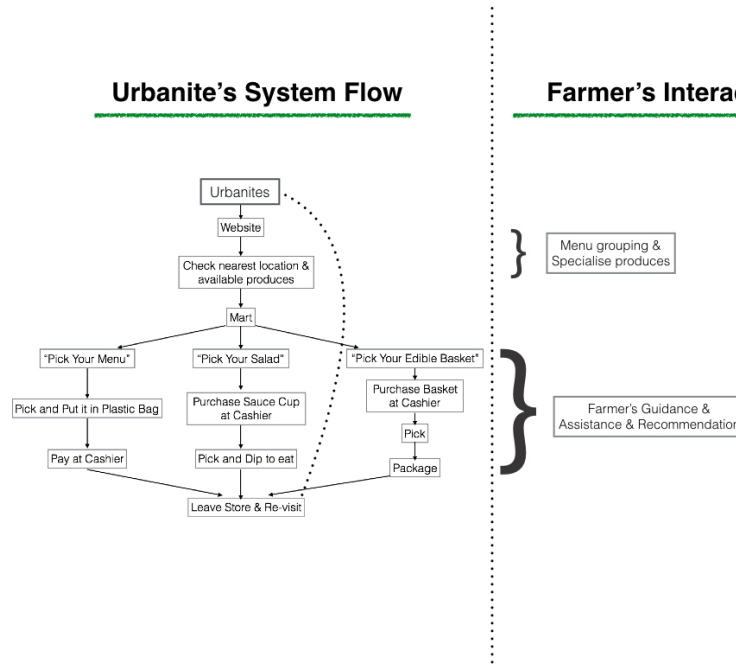 Urbanite's System Flow
Farmer's Interac
Urbanites
Website
Check nearest location &
available produces
Mart
"Pick Your Menu"
"Pick Your Salad"
"Pick Your Edible Basket"
Pick and Put it in Plastic Bag
Purchase Sauce Cup
at Cashier
Purchase Basket
at Cashier
Pick
Pay at Cashier
Pick and Dip to eat
Package
Leave Store & Re-visit
Menu grouping &
Specialise produces
Farmer's Guidance &
Assistance & Recommendation